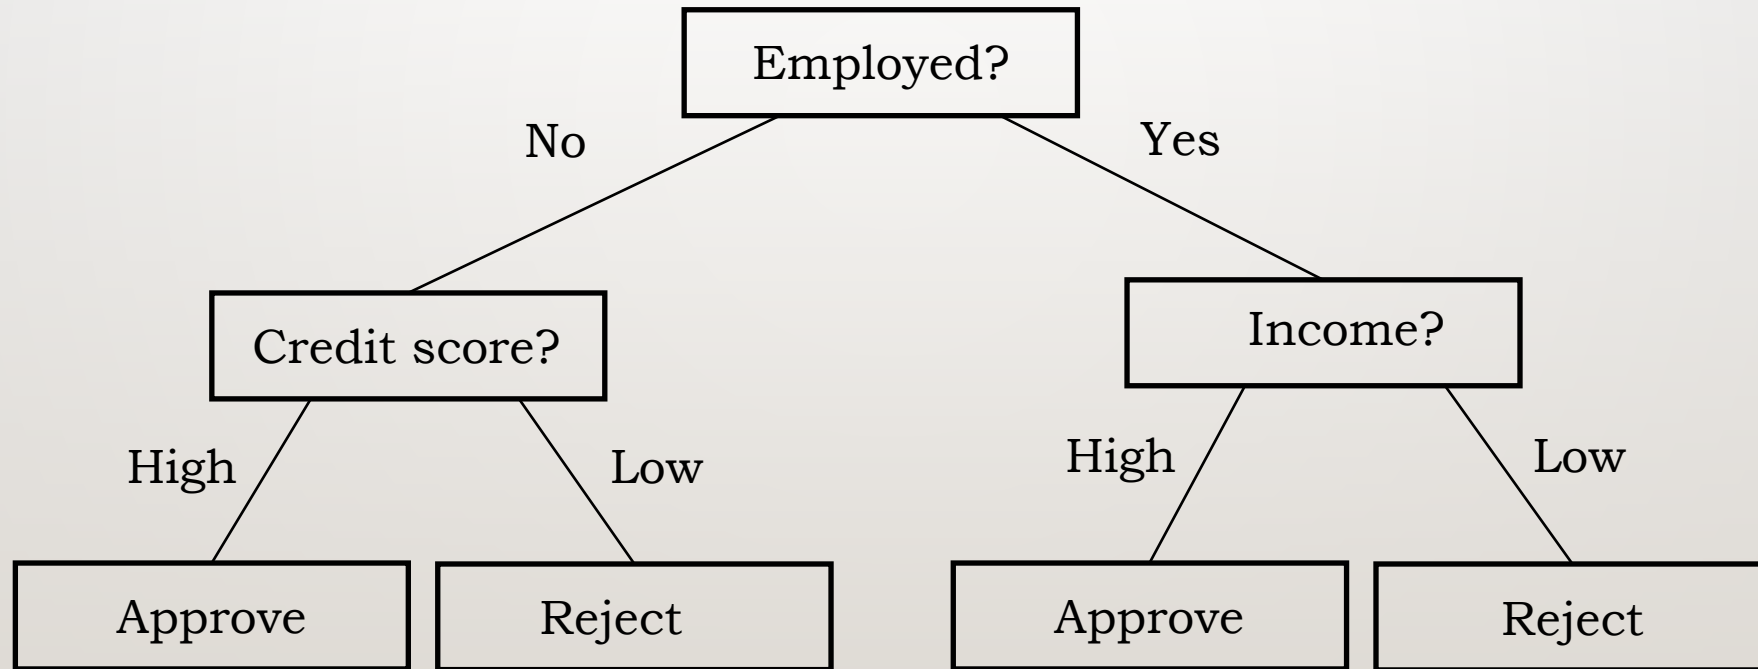 Employed?
No
Yes
Credit score?
Income?
High
Low
High
Low
Approve
Reject
Approve
Reject